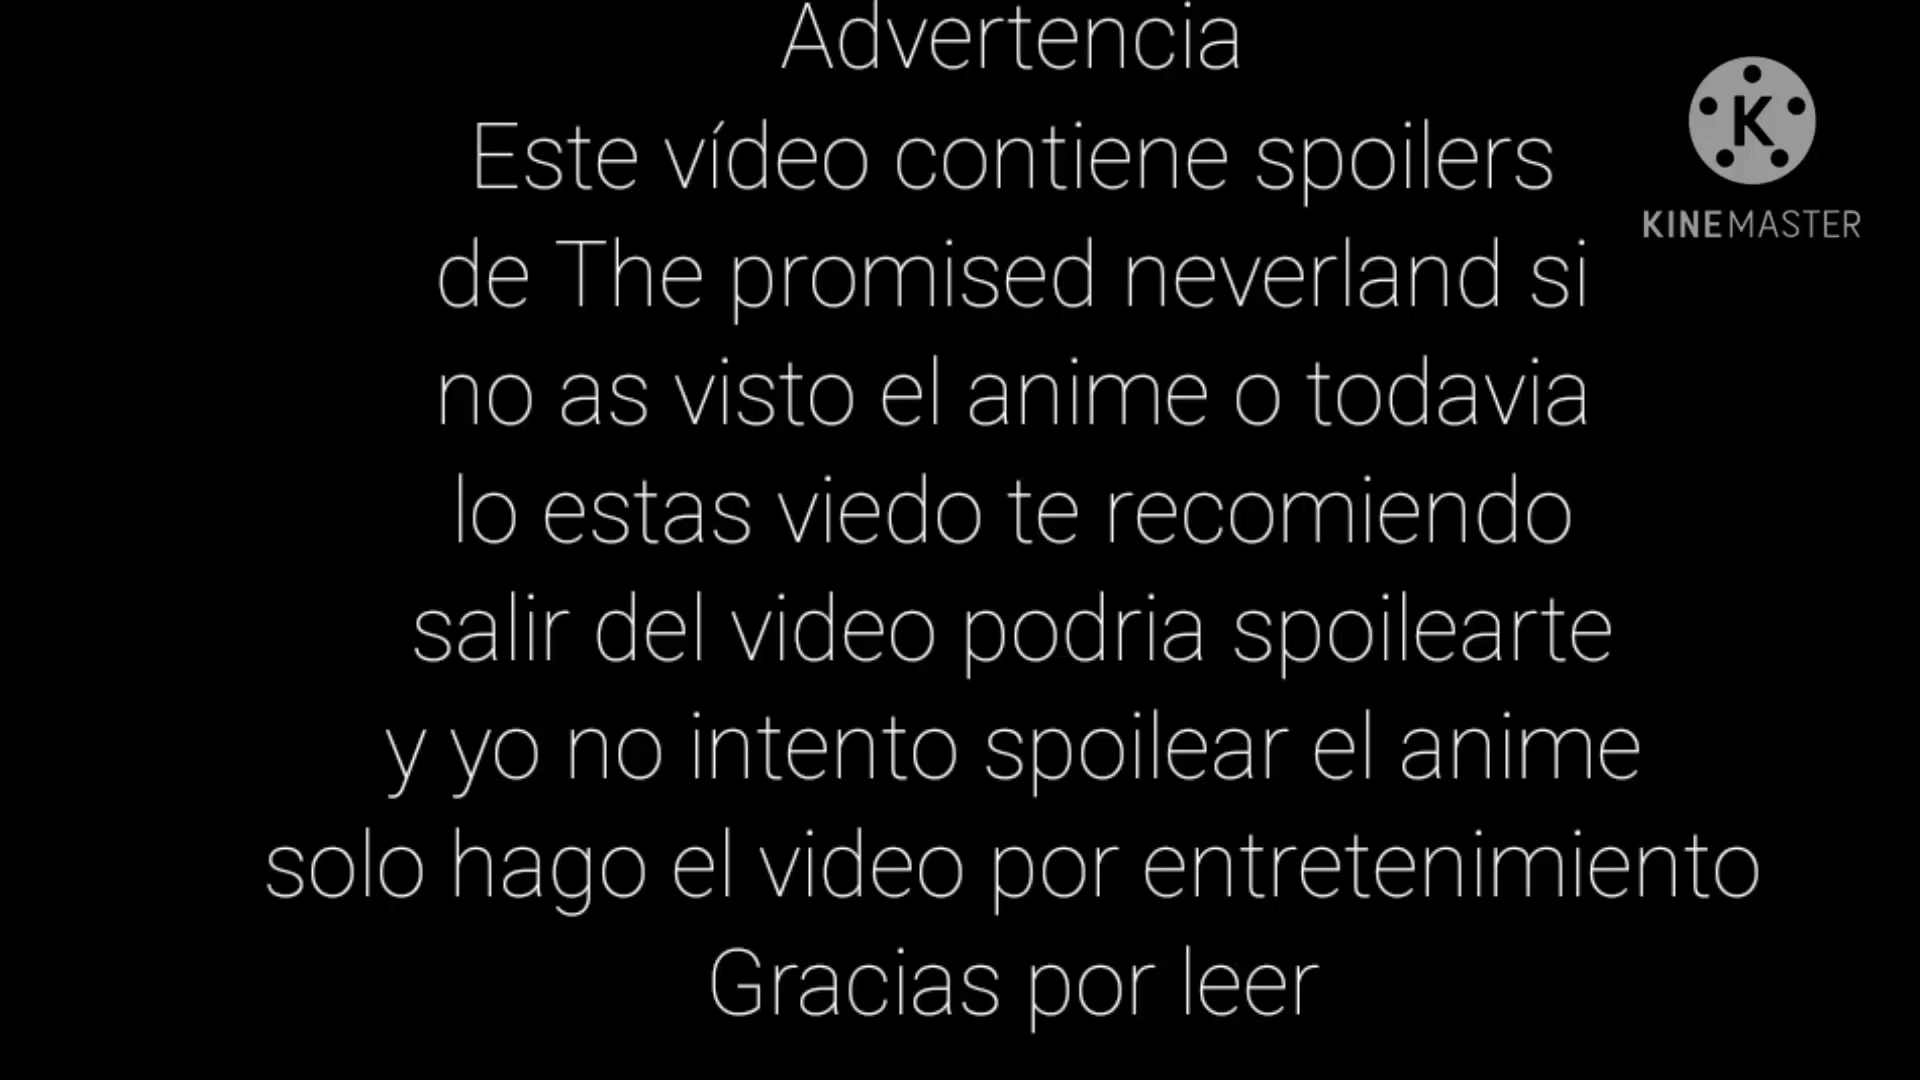 Advertencia
Este vídeo contiene spoilers
de The promised neverland si
no as visto el anime o todavia
lo estas viedo te recomiendo
salir del video podria spoilearte
y yo no intento spoilear el anime
solo hago el video por entretenimiento
Gracias por leer
K
KINEMASTER